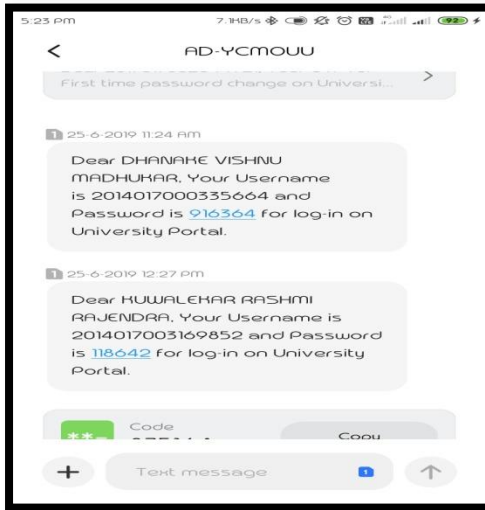 5:23 PM 7.1KB/s 92
AD-YCMOUU
First time password change on Universi...
1 25-6-2019 11:24 AM
Dear DHANAKE VISHNU
MADHUKAR, Your Username
is 2014017000335664 and
Password is 916364 for log-in on
University Portal.
1 25-6-2019 12:27 PM
Dear KUWALEKAR RASHMI
RAJENDRA, Your Username is
2014017003169852 and Password
is 118642 for log-in on University
Portal.
Code
**_ Copy
+ Text message 1